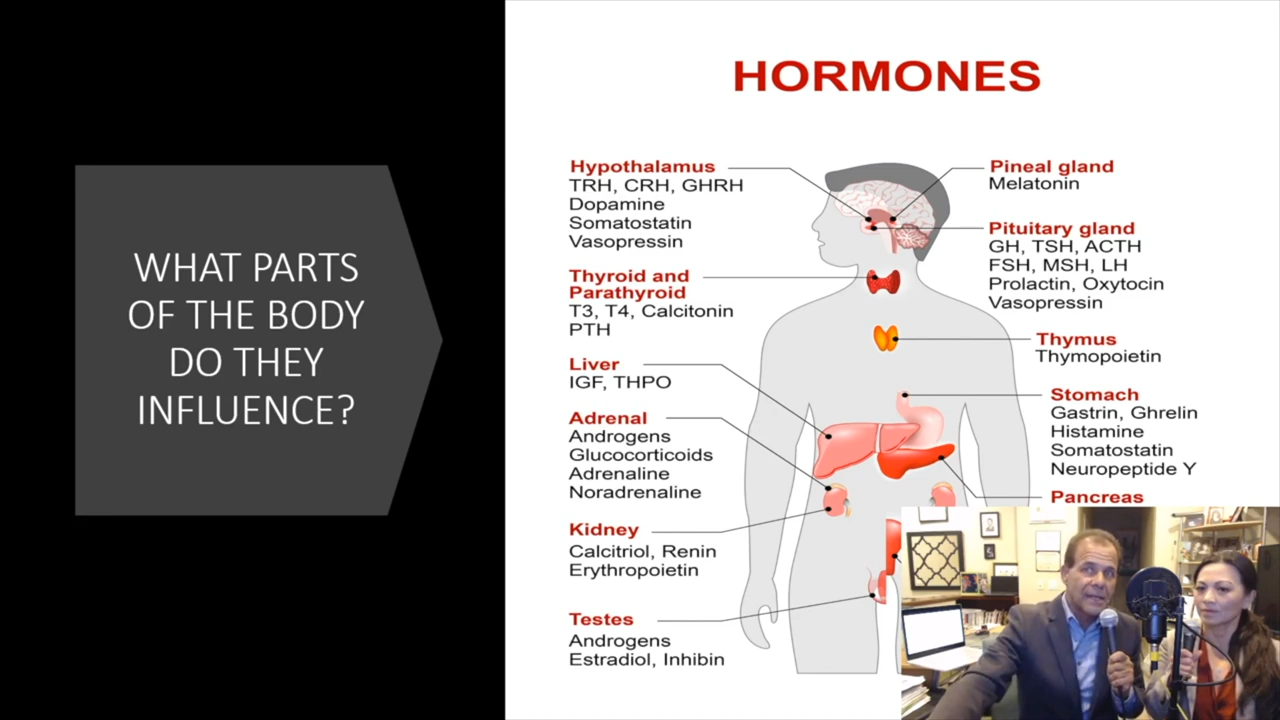 WHAT PARTS
OF THE BODY
DO THEY
INFLUENCE?
HORMONES
Hypothalamus
TRH, CRH, GHRH
Dopamine
Somatostatin
Vasopressin
Thyroid and
Parathyroid
T3, T4, Calcitonin
PTH
Liver
IGF, THPO
Adrenal
Androgens
Glucocorticoids
Adrenaline
Noradrenaline
Kidney
Calcitriol, Renin
Erythropoietin
Testes
Androgens
Estradiol, Inhibin
Pineal gland
Melatonin
Pituitary gland
GH, TSH, ACTH
FSH, MSH, LH
Prolactin, Oxytocin
Vasopressin
Thymus
Thymopoietin
Stomach
Gastrin, Ghrelin
Histamine
Somatostatin
Neuropeptide Y
Pancreas